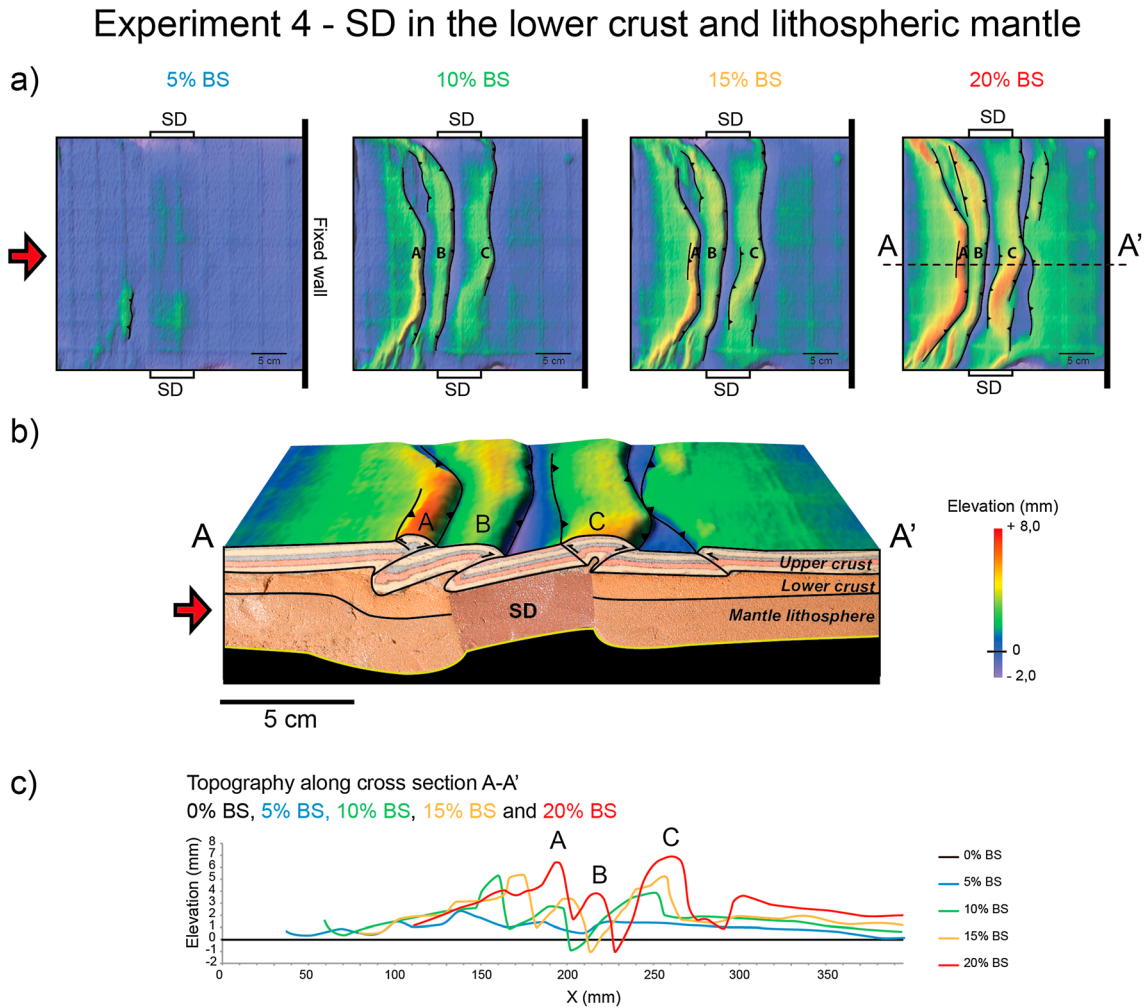 Experiment 4 - SD in the lower crust and lithospheric mantle
a)
5% BS
10% BS
15% BS
20% BS
SD
SD
SD
SD
Fixed wall
A
B
C
A
B
C
A
B
C
A
A'
5 cm
5 cm
5 cm
5 cm
SD
SD
SD
SD
b)
A
B
C
A
A'
Upper crust
Lower crust
Mantle lithosphere
SD
5 cm
Elevation (mm)
+ 8,0
0
- 2,0
c)
Topography along cross section A-A'
0% BS, 5% BS, 10% BS, 15% BS and 20% BS
A
B
C
Elevation (mm)
8
7
6
5
4
3
2
1
0
-1
-2
0
50
100
150
200
250
300
350
X (mm)
0% BS
5% BS
10% BS
15% BS
20% BS